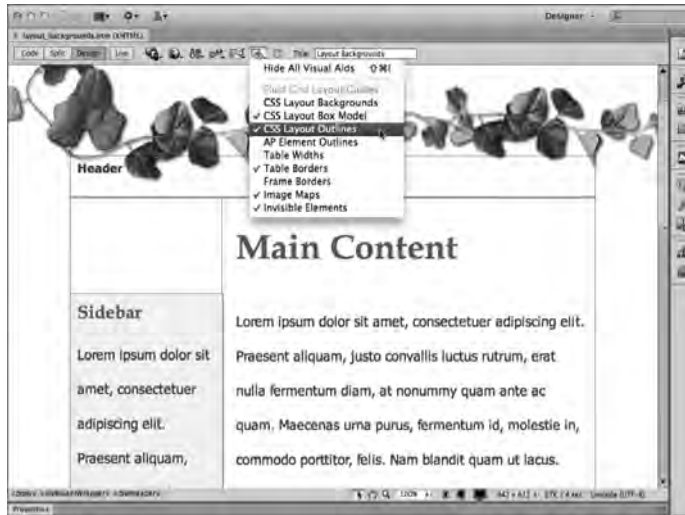 Designer
layout_backgrounds.htm (XHTML)
Code Split Design Live Title: Layout Backgrounds
Hide All Visual Aids ⇧⌘I
Fluid Grid Layout Guides
CSS Layout Backgrounds
✓ CSS Layout Box Model
✓ CSS Layout Outlines
AP Element Outlines
Table Widths
✓ Table Borders
Frame Borders
✓ Image Maps
✓ Invisible Elements
Header
Main Content
Sidebar
Lorem ipsum dolor sit
amet, consectetuer
adipiscing elit.
Praesent aliquam,
Lorem ipsum dolor sit amet, consectetuer adipiscing elit.
Praesent aliquam, justo convallis luctus rutrum, erat
nulla fermentum diam, at nonummy quam ante ac
quam. Maecenas urna purus, fermentum id, molestie in,
commodo porttitor, felis. Nam blandit quam ut lacus.
100%
Unicode (UTF-8)
Properties